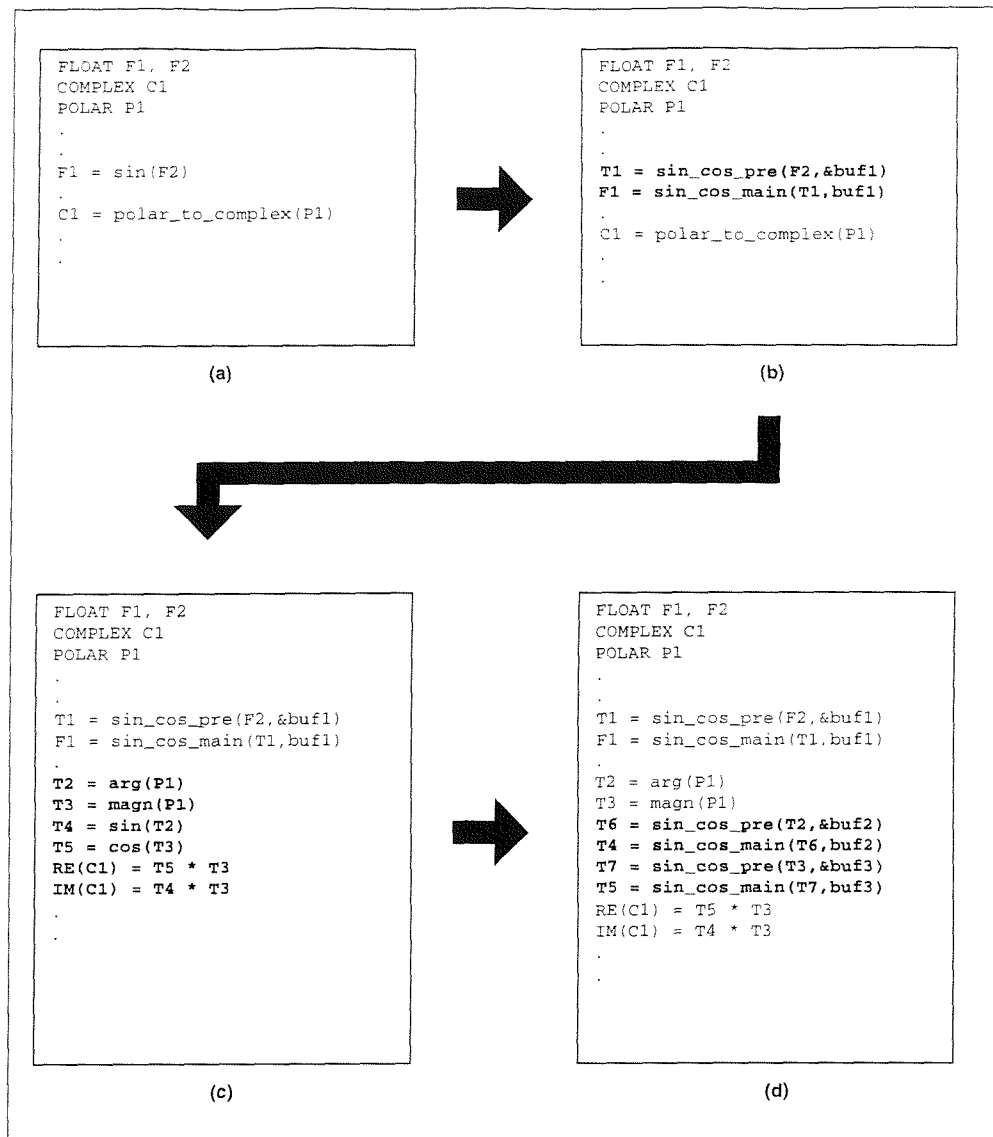 FLOAT F1, F2
COMPLEX C1
POLAR P1
.
.
F1 = sin(F2)
.
C1 = polar_to_complex(P1)
.
.
(a)
FLOAT F1, F2
COMPLEX C1
POLAR P1
.
.
T1 = sin_cos_pre(F2,&buf1)
F1 = sin_cos_main(T1,buf1)
.
C1 = polar_to_complex(P1)
.
.
(b)
FLOAT F1, F2
COMPLEX C1
POLAR P1
.
.
T1 = sin_cos_pre(F2,&buf1)
F1 = sin_cos_main(T1,buf1)
.
T2 = arg(P1)
T3 = magn(P1)
T4 = sin(T2)
T5 = cos(T3)
RE(C1) = T5 * T3
IM(C1) = T4 * T3
.
.
(c)
FLOAT F1, F2
COMPLEX C1
POLAR P1
.
.
T1 = sin_cos_pre(F2,&buf1)
F1 = sin_cos_main(T1,buf1)
.
T2 = arg(P1)
T3 = magn(P1)
T6 = sin_cos_pre(T2,&buf2)
T4 = sin_cos_main(T6,buf2)
T7 = sin_cos_pre(T3,&buf3)
T5 = sin_cos_main(T7,buf3)
RE(C1) = T5 * T3
IM(C1) = T4 * T3
.
.
(d)